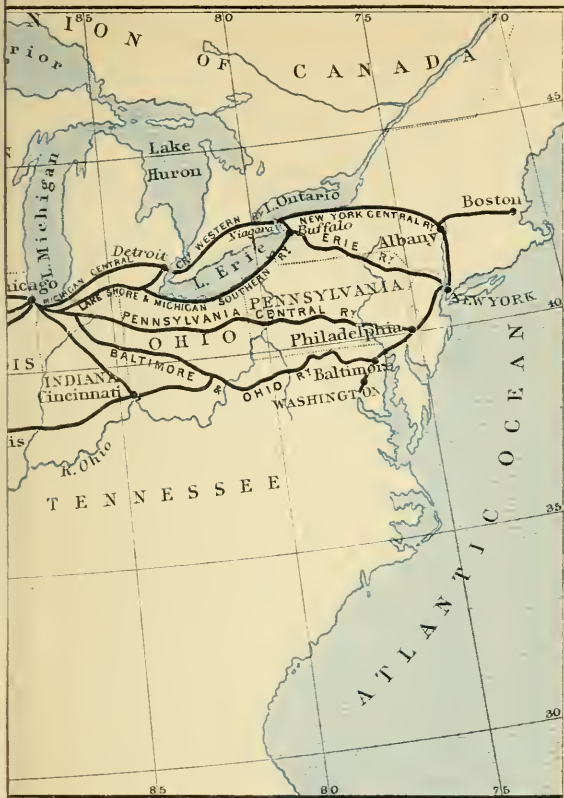 85 80 75 70
NION OF CANADA
rior
45
Lake
Huron
L. Michigan
L. Ontario
Boston
NEW YORK CENTRAL RY.
GT. WESTERN RY
Niagara
Buffalo
Detroit
ERIE RY.
Albany
L. Erie
MICHIGAN CENTRAL
hicago
LAKE SHORE & MICHIGAN SOUTHERN RY.
PENNSYLVANIA
NEW YORK
40
PENNSYLVANIA CENTRAL RY
OHIO
Philadelphia
IS
BALTIMORE & OHIO RY.
Baltimore
INDIANA
Cincinnati
WASHINGTON
is
R. Ohio
TENNESSEE
35
ATLANTIC OCEAN
30
85 80 75